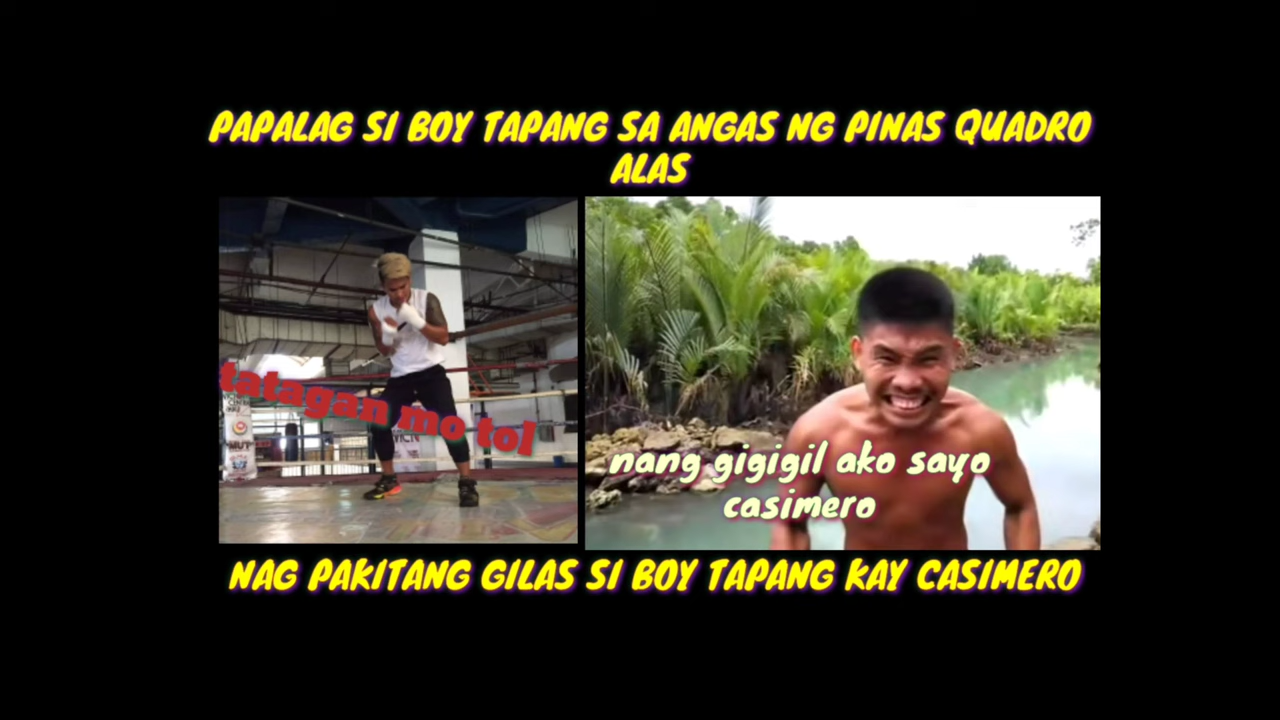 PAPALAG SI BOY TAPANG SA ANGAS NG PINAS QUADRO
ALAS
tatagan mo tol
nang gigigil ako sayo
casimero
NAG PAKITANG GILAS SI BOY TAPANG KAY CASIMERO